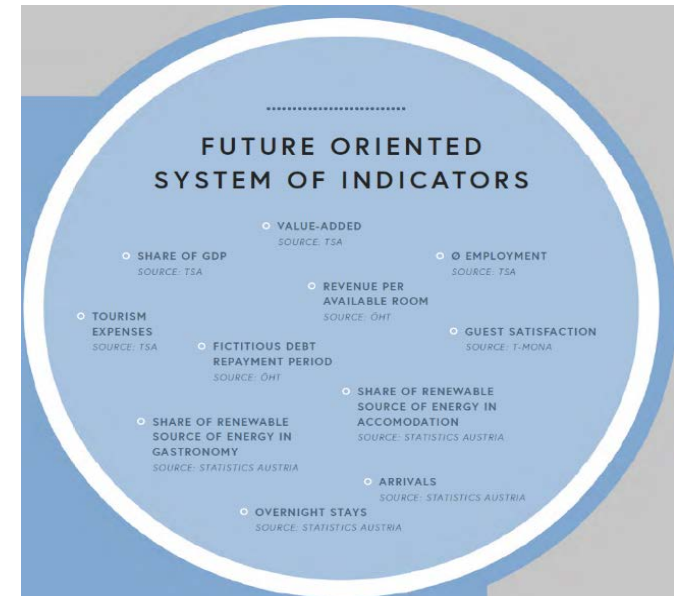 FUTURE ORIENTED
SYSTEM OF INDICATORS
VALUE-ADDED
SOURCE: TSA
SHARE OF GDP
SOURCE: TSA
Ø EMPLOYMENT
SOURCE: TSA
REVENUE PER
AVAILABLE ROOM
SOURCE: ÖHT
TOURISM
EXPENSES
SOURCE: TSA
GUEST SATISFACTION
SOURCE: T-MONA
FICTITIOUS DEBT
REPAYMENT PERIOD
SOURCE: ÖHT
SHARE OF RENEWABLE
SOURCE OF ENERGY IN
ACCOMODATION
SOURCE: STATISTICS AUSTRIA
SHARE OF RENEWABLE
SOURCE OF ENERGY IN
GASTRONOMY
SOURCE: STATISTICS AUSTRIA
ARRIVALS
SOURCE: STATISTICS AUSTRIA
OVERNIGHT STAYS
SOURCE: STATISTICS AUSTRIA